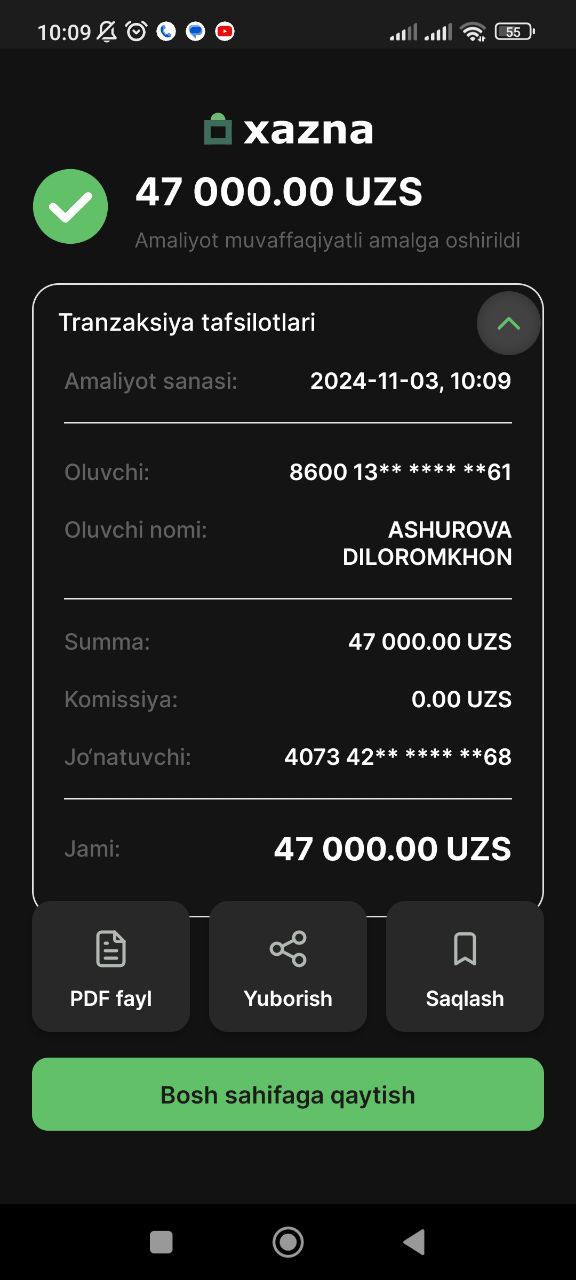 10:09
55
xazna
47 000.00 UZS
Amaliyot muvaffaqiyatli amalga oshirildi
Tranzaksiya tafsilotlari
Amaliyot sanasi: 2024-11-03, 10:09
Oluvchi: 8600 13** **** **61
Oluvchi nomi: ASHUROVA
DILOROMKHON
Summa: 47 000.00 UZS
Komissiya: 0.00 UZS
Jo‘natuvchi: 4073 42** **** **68
Jami: 47 000.00 UZS
PDF fayl Yuborish Saqlash
Bosh sahifaga qaytish